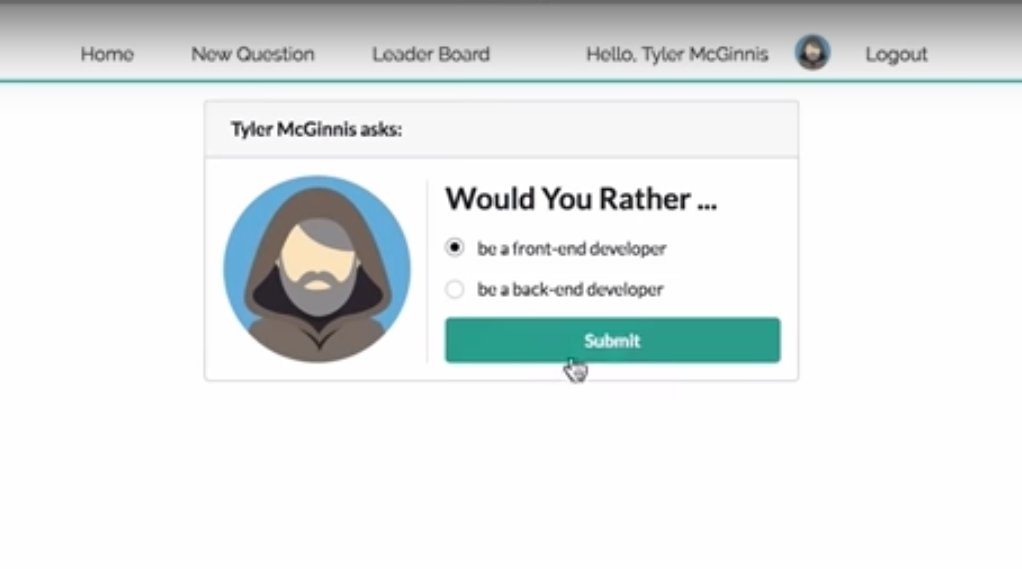 Home New Question Leader Board Hello, Tyler McGinnis Logout
Tyler McGinnis asks:
Would You Rather ...
be a front-end developer
be a back-end developer
Submit